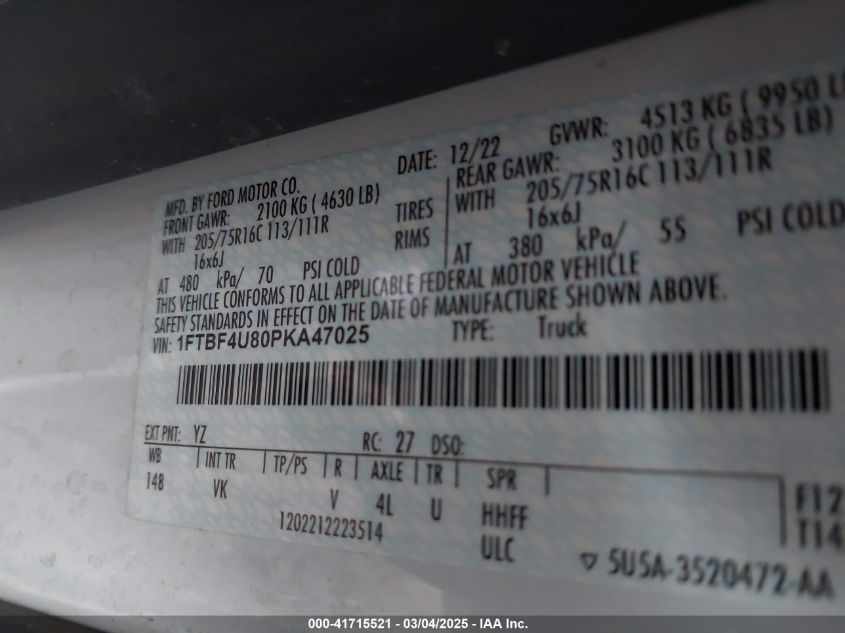 MFD. BY FORD MOTOR CO. DATE: 12/22 GVWR: 4513 KG ( 9950 L
FRONT GAWR: 2100 KG ( 4630 LB) REAR GAWR: 3100 KG ( 6835 LB)
WITH 205/75R16C 113/111R TIRES WITH 205/75R16C 113/111R
16x6J RIMS 16x6J
AT 480 kPa/ 70 PSI COLD AT 380 kPa/ 55 PSI COLD
THIS VEHICLE CONFORMS TO ALL APPLICABLE FEDERAL MOTOR VEHICLE
SAFETY STANDARDS IN EFFECT ON THE DATE OF MANUFACTURE SHOWN ABOVE.
VIN: 1FTBF4U80PKA47025 TYPE: Truck
EXT PNT: YZ RC: 27 DSO:
WB INT TR TP/PS R AXLE TR SPR
148 VK V 4L U HHFF F12
1202212223514 ULC T14
5U5A-3520472-AA
000-41715521 - 03/04/2025 - IAA Inc.